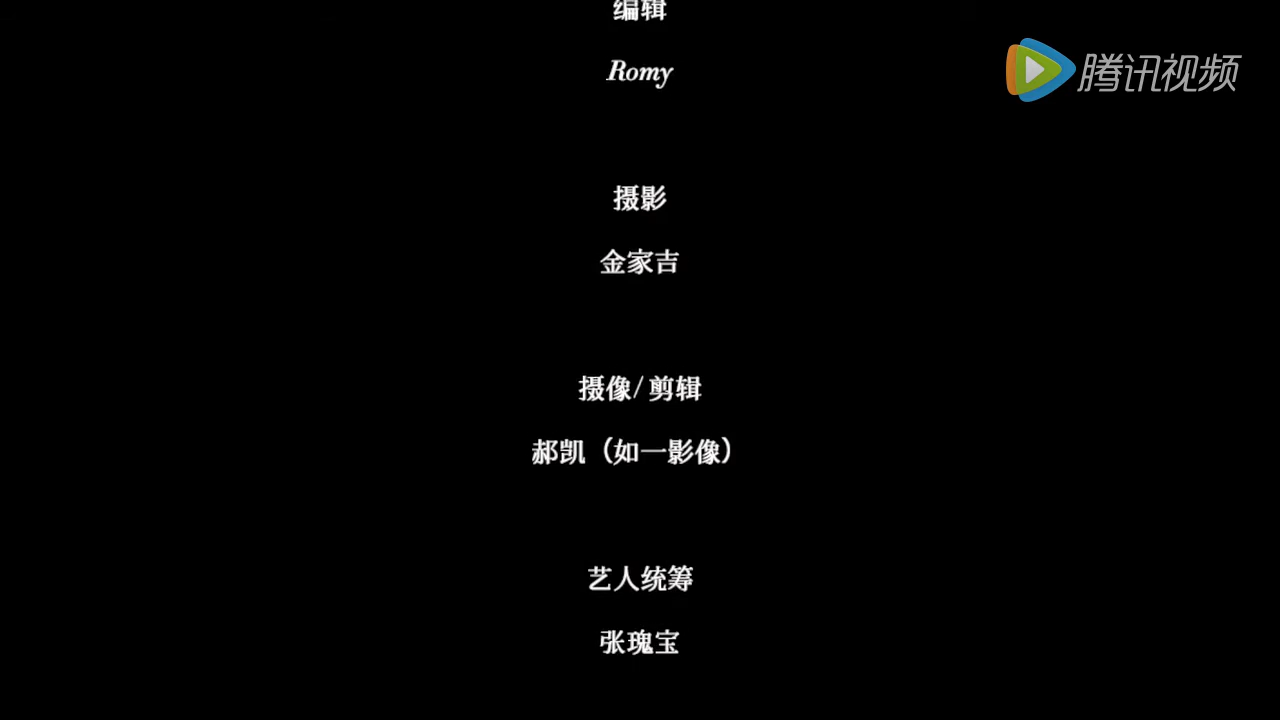 编辑
Romy
腾讯视频
摄影
金家吉
摄像/剪辑
郝凯（如一影像）
艺人统筹
张瑰宝